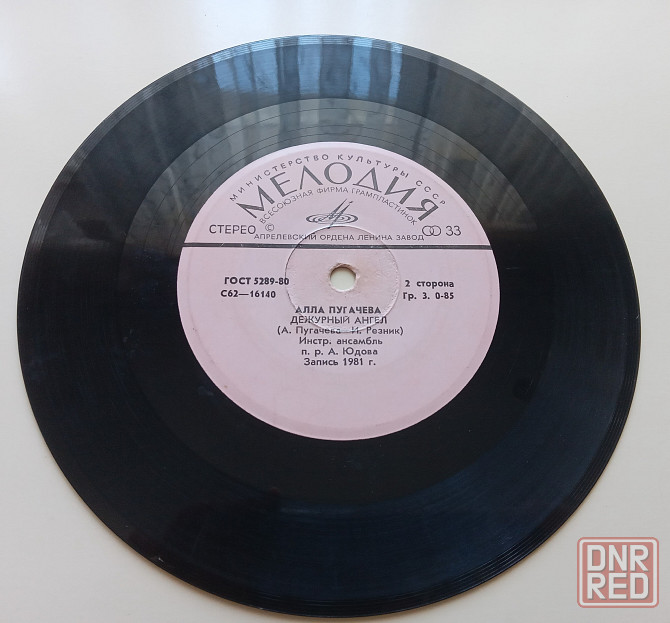 МИНИСТЕРСТВО КУЛЬТУРЫ СССР
МЕЛОДИЯ
ВСЕСОЮЗНАЯ ФИРМА ГРАМПЛАСТИНОК
СТЕРЕО © 33
АПРЕЛЕВСКИЙ ОРДЕНА ЛЕНИНА ЗАВОД
ГОСТ 5289-80 2 сторона
С62—16140 Гр. 3. 0-85
АЛЛА ПУГАЧЕВА
ДЕЖУРНЫЙ АНГЕЛ
(А. Пугачева И. Резник)
Инстр. ансамбль
п. р. А. Юдова
Запись 1981 г.
DNR
RED